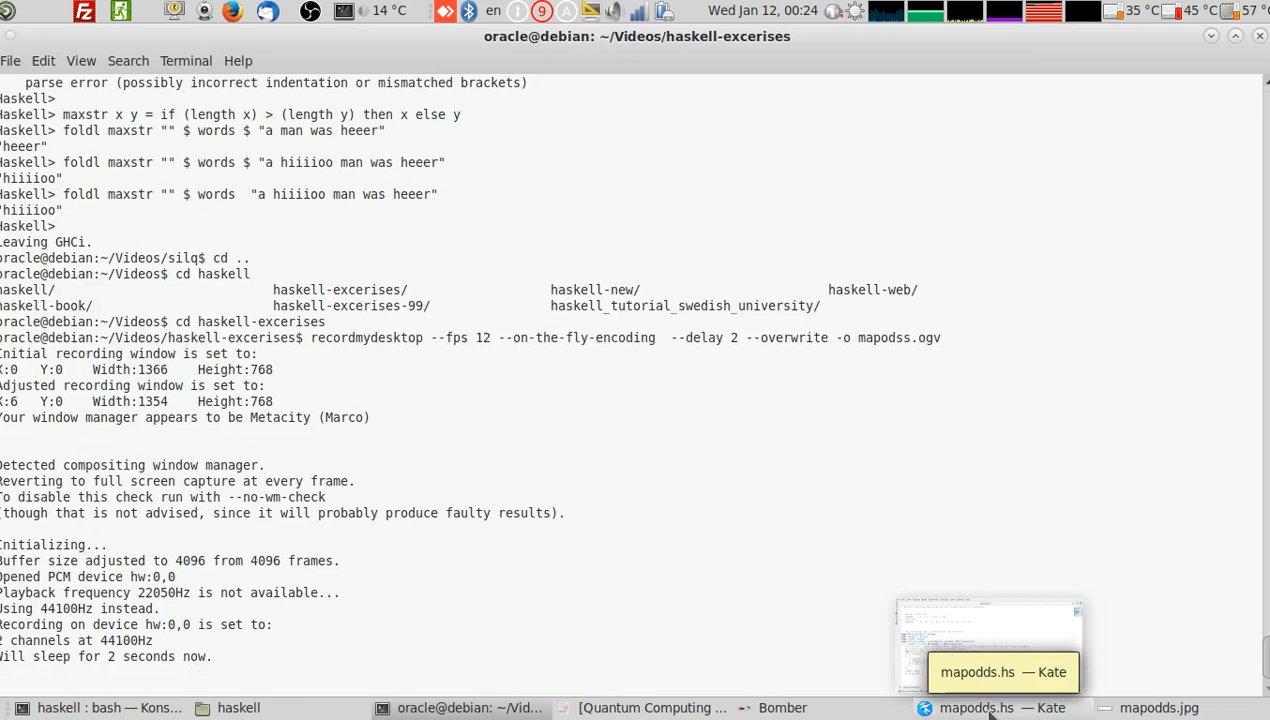 14 °C
en
9
Wed Jan 12, 00:24
35 °C
45 °C
57
oracle@debian: ~/Videos/haskell-excerises
File Edit View Search Terminal Help
parse error (possibly incorrect indentation or mismatched brackets)
Haskell>
Haskell> maxstr x y = if (length x) > (length y) then x else y
Haskell> foldl maxstr "" $ words $ "a man was heeer"
"heeer"
Haskell> foldl maxstr "" $ words $ "a hiiiioo man was heeer"
"hiiiioo"
Haskell> foldl maxstr "" $ words  "a hiiiioo man was heeer"
"hiiiioo"
Haskell>
Leaving GHCi.
oracle@debian:~/Videos/silq$ cd ..
oracle@debian:~/Videos$ cd haskell
haskell/ haskell-excerises/ haskell-new/ haskell-web/
haskell-book/ haskell-excerises-99/ haskell_tutorial_swedish_university/
oracle@debian:~/Videos$ cd haskell-excerises
oracle@debian:~/Videos/haskell-excerises$ recordmydesktop --fps 12 --on-the-fly-encoding  --delay 2 --overwrite -o mapodss.ogv
Initial recording window is set to:
X:0   Y:0   Width:1366   Height:768
Adjusted recording window is set to:
X:6   Y:0   Width:1354   Height:768
Your window manager appears to be Metacity (Marco)
Detected compositing window manager.
Reverting to full screen capture at every frame.
To disable this check run with --no-wm-check
(though that is not advised, since it will probably produce faulty results).
Initializing...
Buffer size adjusted to 4096 from 4096 frames.
Opened PCM device hw:0,0
Playback frequency 22050Hz is not available...
Using 44100Hz instead.
Recording on device hw:0,0 is set to:
2 channels at 44100Hz
Will sleep for 2 seconds now.
mapodds.hs — Kate
haskell : bash — Kons...
haskell
oracle@debian: ~/Vid...
[Quantum Computing ...
Bomber
mapodds.hs — Kate
mapodds.jpg